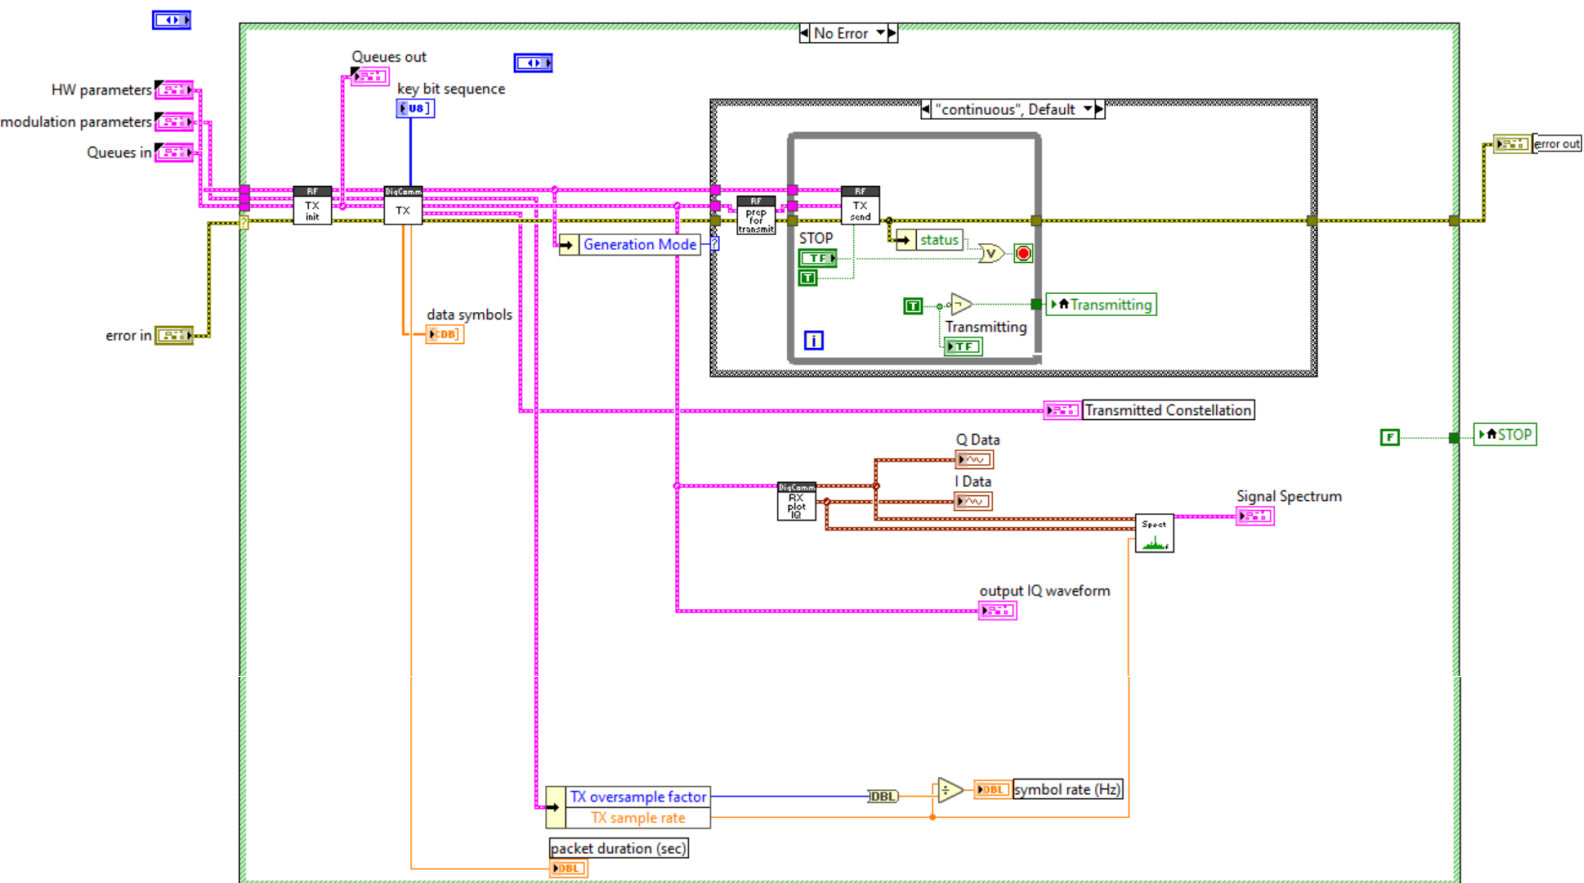 No Error
Queues out
HW parameters
key bit sequence
U8]
"continuous", Default
modulation parameters
Queues in
error out
RF
TX
init
DigComm
TX
RF
prep
for
transmit
RF
TX
send
?
Generation Mode
?
STOP
TF
T
status
V
T
Transmitting
Transmitting
TF
i
error in
data symbols
DB]
Transmitted Constellation
F
STOP
Q Data
I Data
DigComm
RX
plot
IQ
Signal Spectrum
Spect
f
output IQ waveform
TX oversample factor
TX sample rate
DBL
÷
DBL
symbol rate (Hz)
packet duration (sec)
DBL